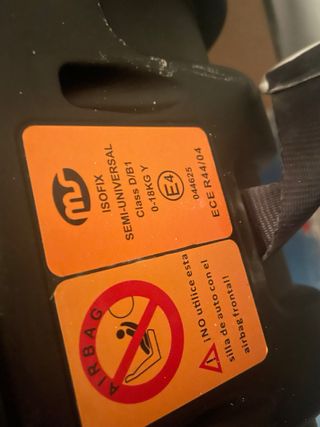 ms
ISOFIX
SEMI-UNIVERSAL
Class D/B1
0-18KG Y
E4
044625
ECE R44/04
AIRBAG
¡¡NO utilice esta
silla de auto con el
airbag frontal!